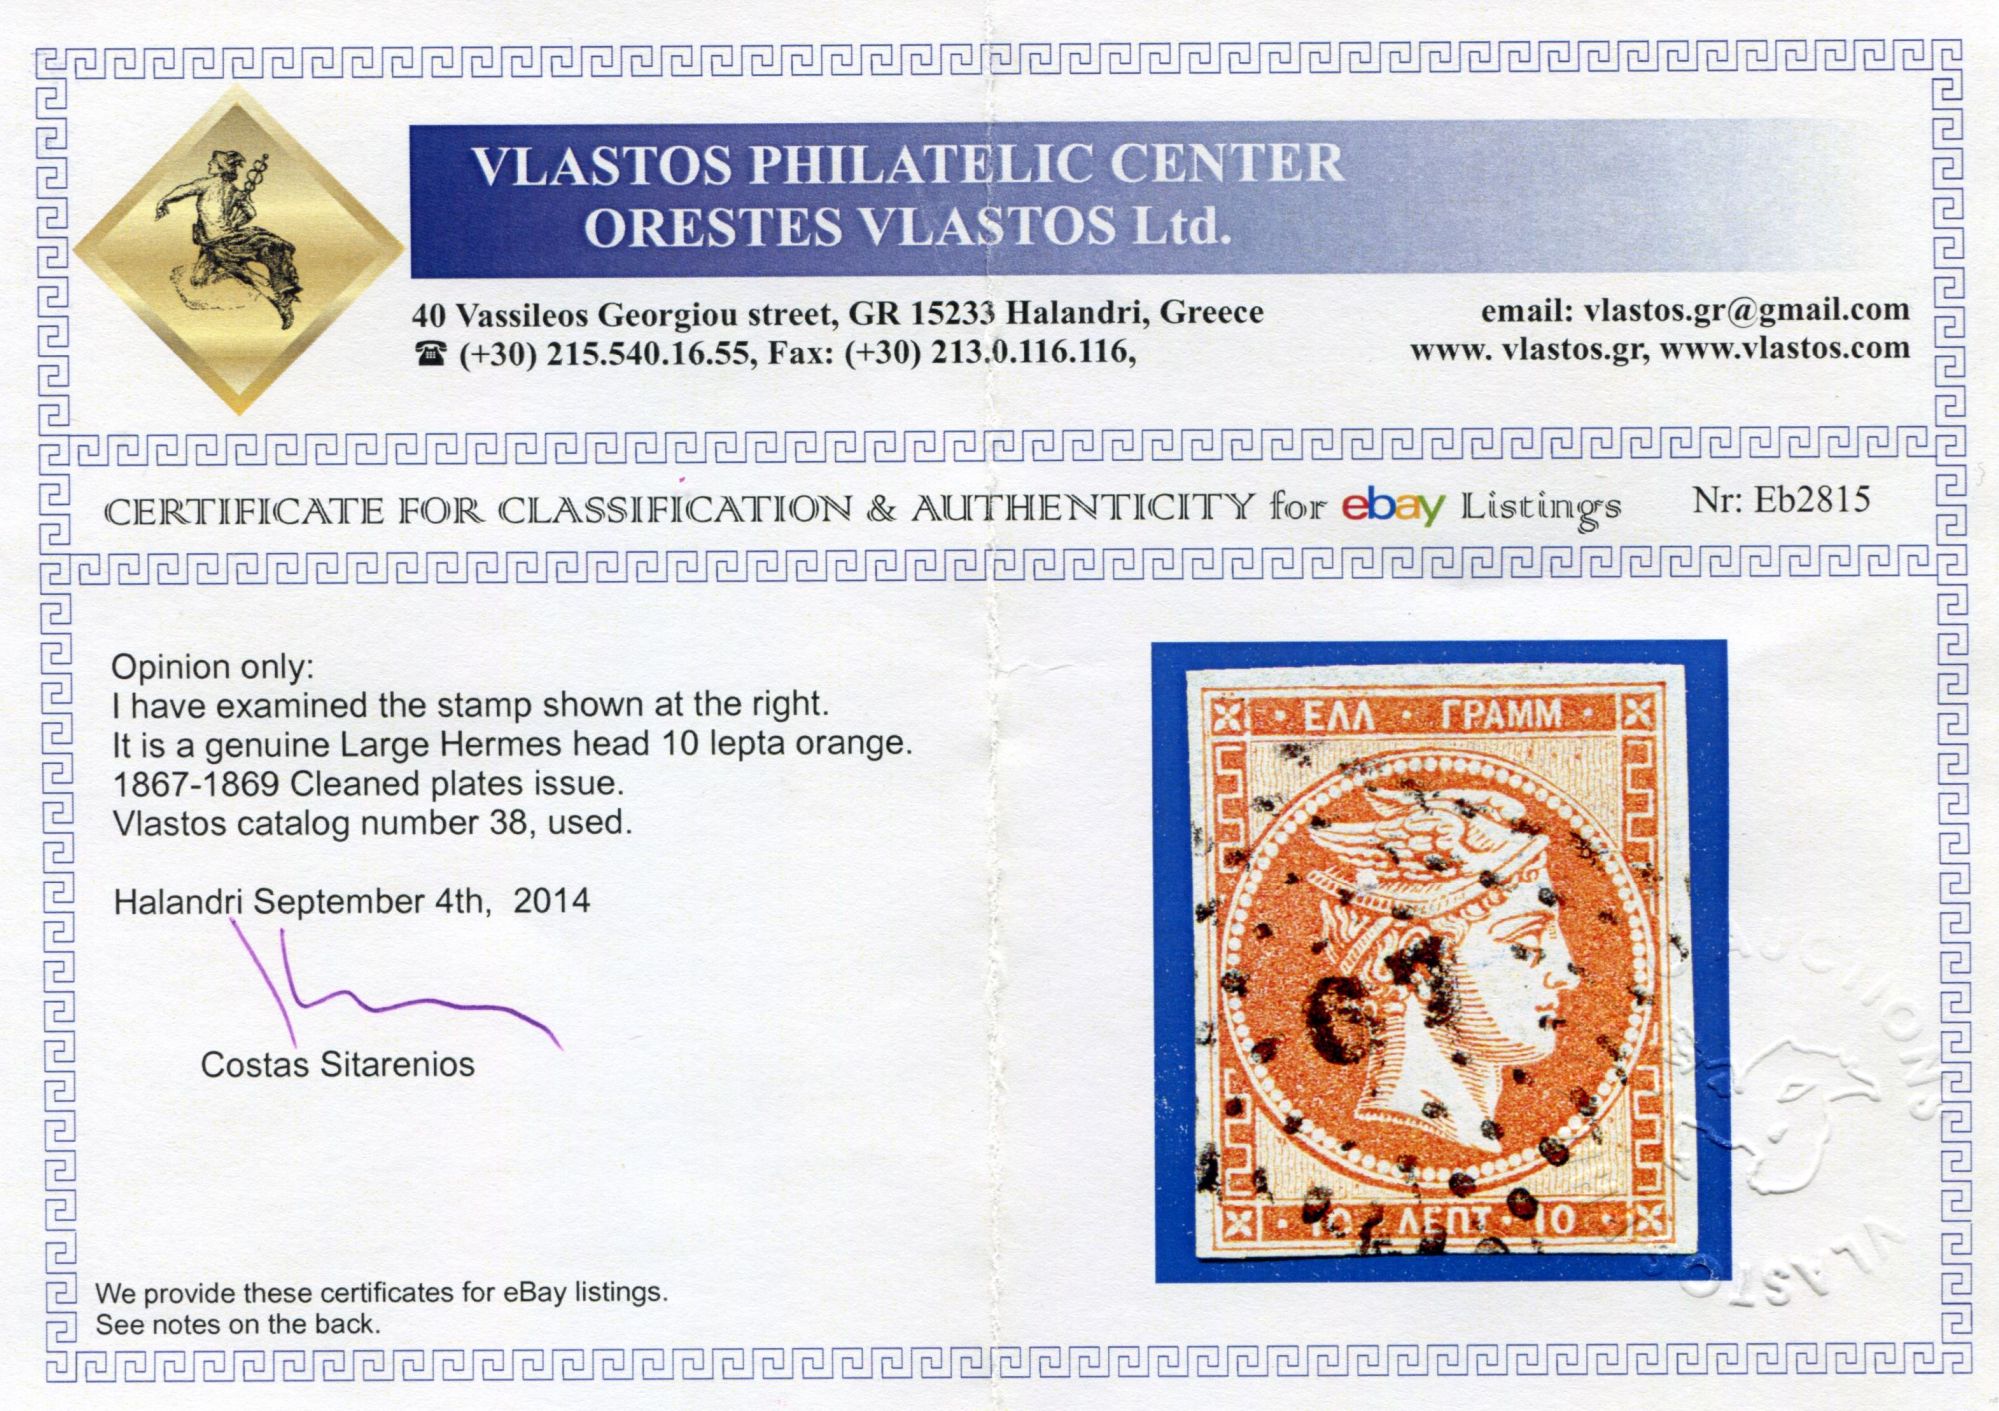 VLASTOS PHILATELIC CENTER
ORESTES VLASTOS Ltd.
40 Vassileos Georgiou street, GR 15233 Halandri, Greece
☎ (+30) 215.540.16.55, Fax: (+30) 213.0.116.116,
email: vlastos.gr@gmail.com
www. vlastos.gr, www.vlastos.com
CERTIFICATE FOR CLASSIFICATION & AUTHENTICITY for ebay Listings Nr: Eb2815
Opinion only:
I have examined the stamp shown at the right.
It is a genuine Large Hermes head 10 lepta orange.
1867-1869 Cleaned plates issue.
Vlastos catalog number 38, used.
Halandri September 4th, 2014
Costas Sitarenios
We provide these certificates for eBay listings.
See notes on the back.
ΕΛΛ · ΓΡΑΜΜ
10 · ΛΕΠΤ · 10
VLASTOS
AUCTIONS